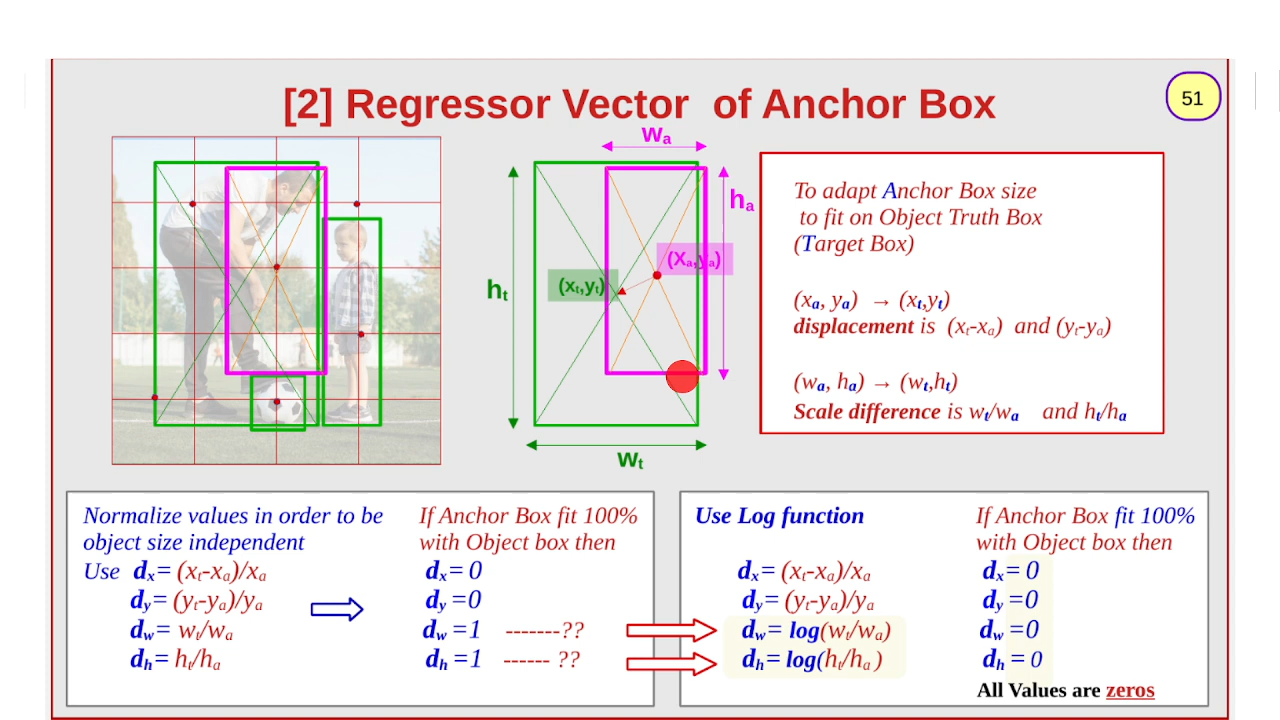 [2] Regressor Vector of Anchor Box
51
wa
ha
(Xa,ya)
(xt,yt)
ht
wt
To adapt Anchor Box size
to fit on Object Truth Box
(Target Box)
(xa, ya) → (xt,yt)
displacement is (xt-xa) and (yt-ya)
(wa, ha) → (wt,ht)
Scale difference is wt/wa and ht/ha
Normalize values in order to be
object size independent
Use dx= (xt-xa)/xa
dy= (yt-ya)/ya
dw= wt/wa
dh= ht/ha
If Anchor Box fit 100%
with Object box then
dx= 0
dy =0
dw =1 -------??
dh =1 ------ ??
Use Log function
dx= (xt-xa)/xa
dy= (yt-ya)/ya
dw= log(wt/wa)
dh= log(ht/ha )
If Anchor Box fit 100%
with Object box then
dx= 0
dy =0
dw =0
dh = 0
All Values are zeros